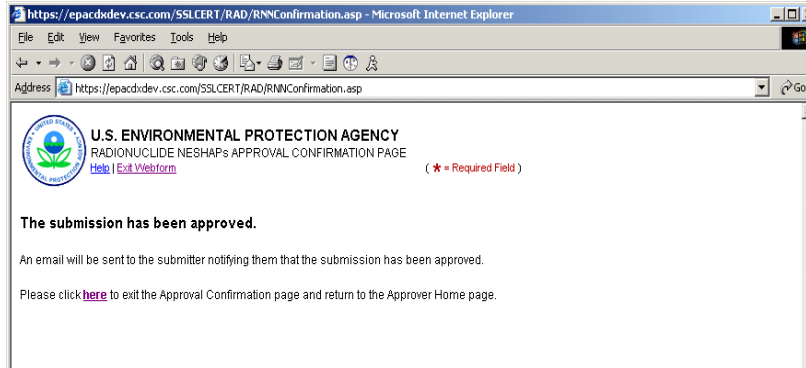 https://epacdxdev.csc.com/SSLCERT/RAD/RNNConfirmation.asp - Microsoft Internet Explorer
File Edit View Favorites Tools Help
Address https://epacdxdev.csc.com/SSLCERT/RAD/RNNConfirmation.asp Go
U.S. ENVIRONMENTAL PROTECTION AGENCY
RADIONUCLIDE NESHAPs APPROVAL CONFIRMATION PAGE
Help | Exit Webform ( * = Required Field )
The submission has been approved.
An email will be sent to the submitter notifying them that the submission has been approved.
Please click here to exit the Approval Confirmation page and return to the Approver Home page.